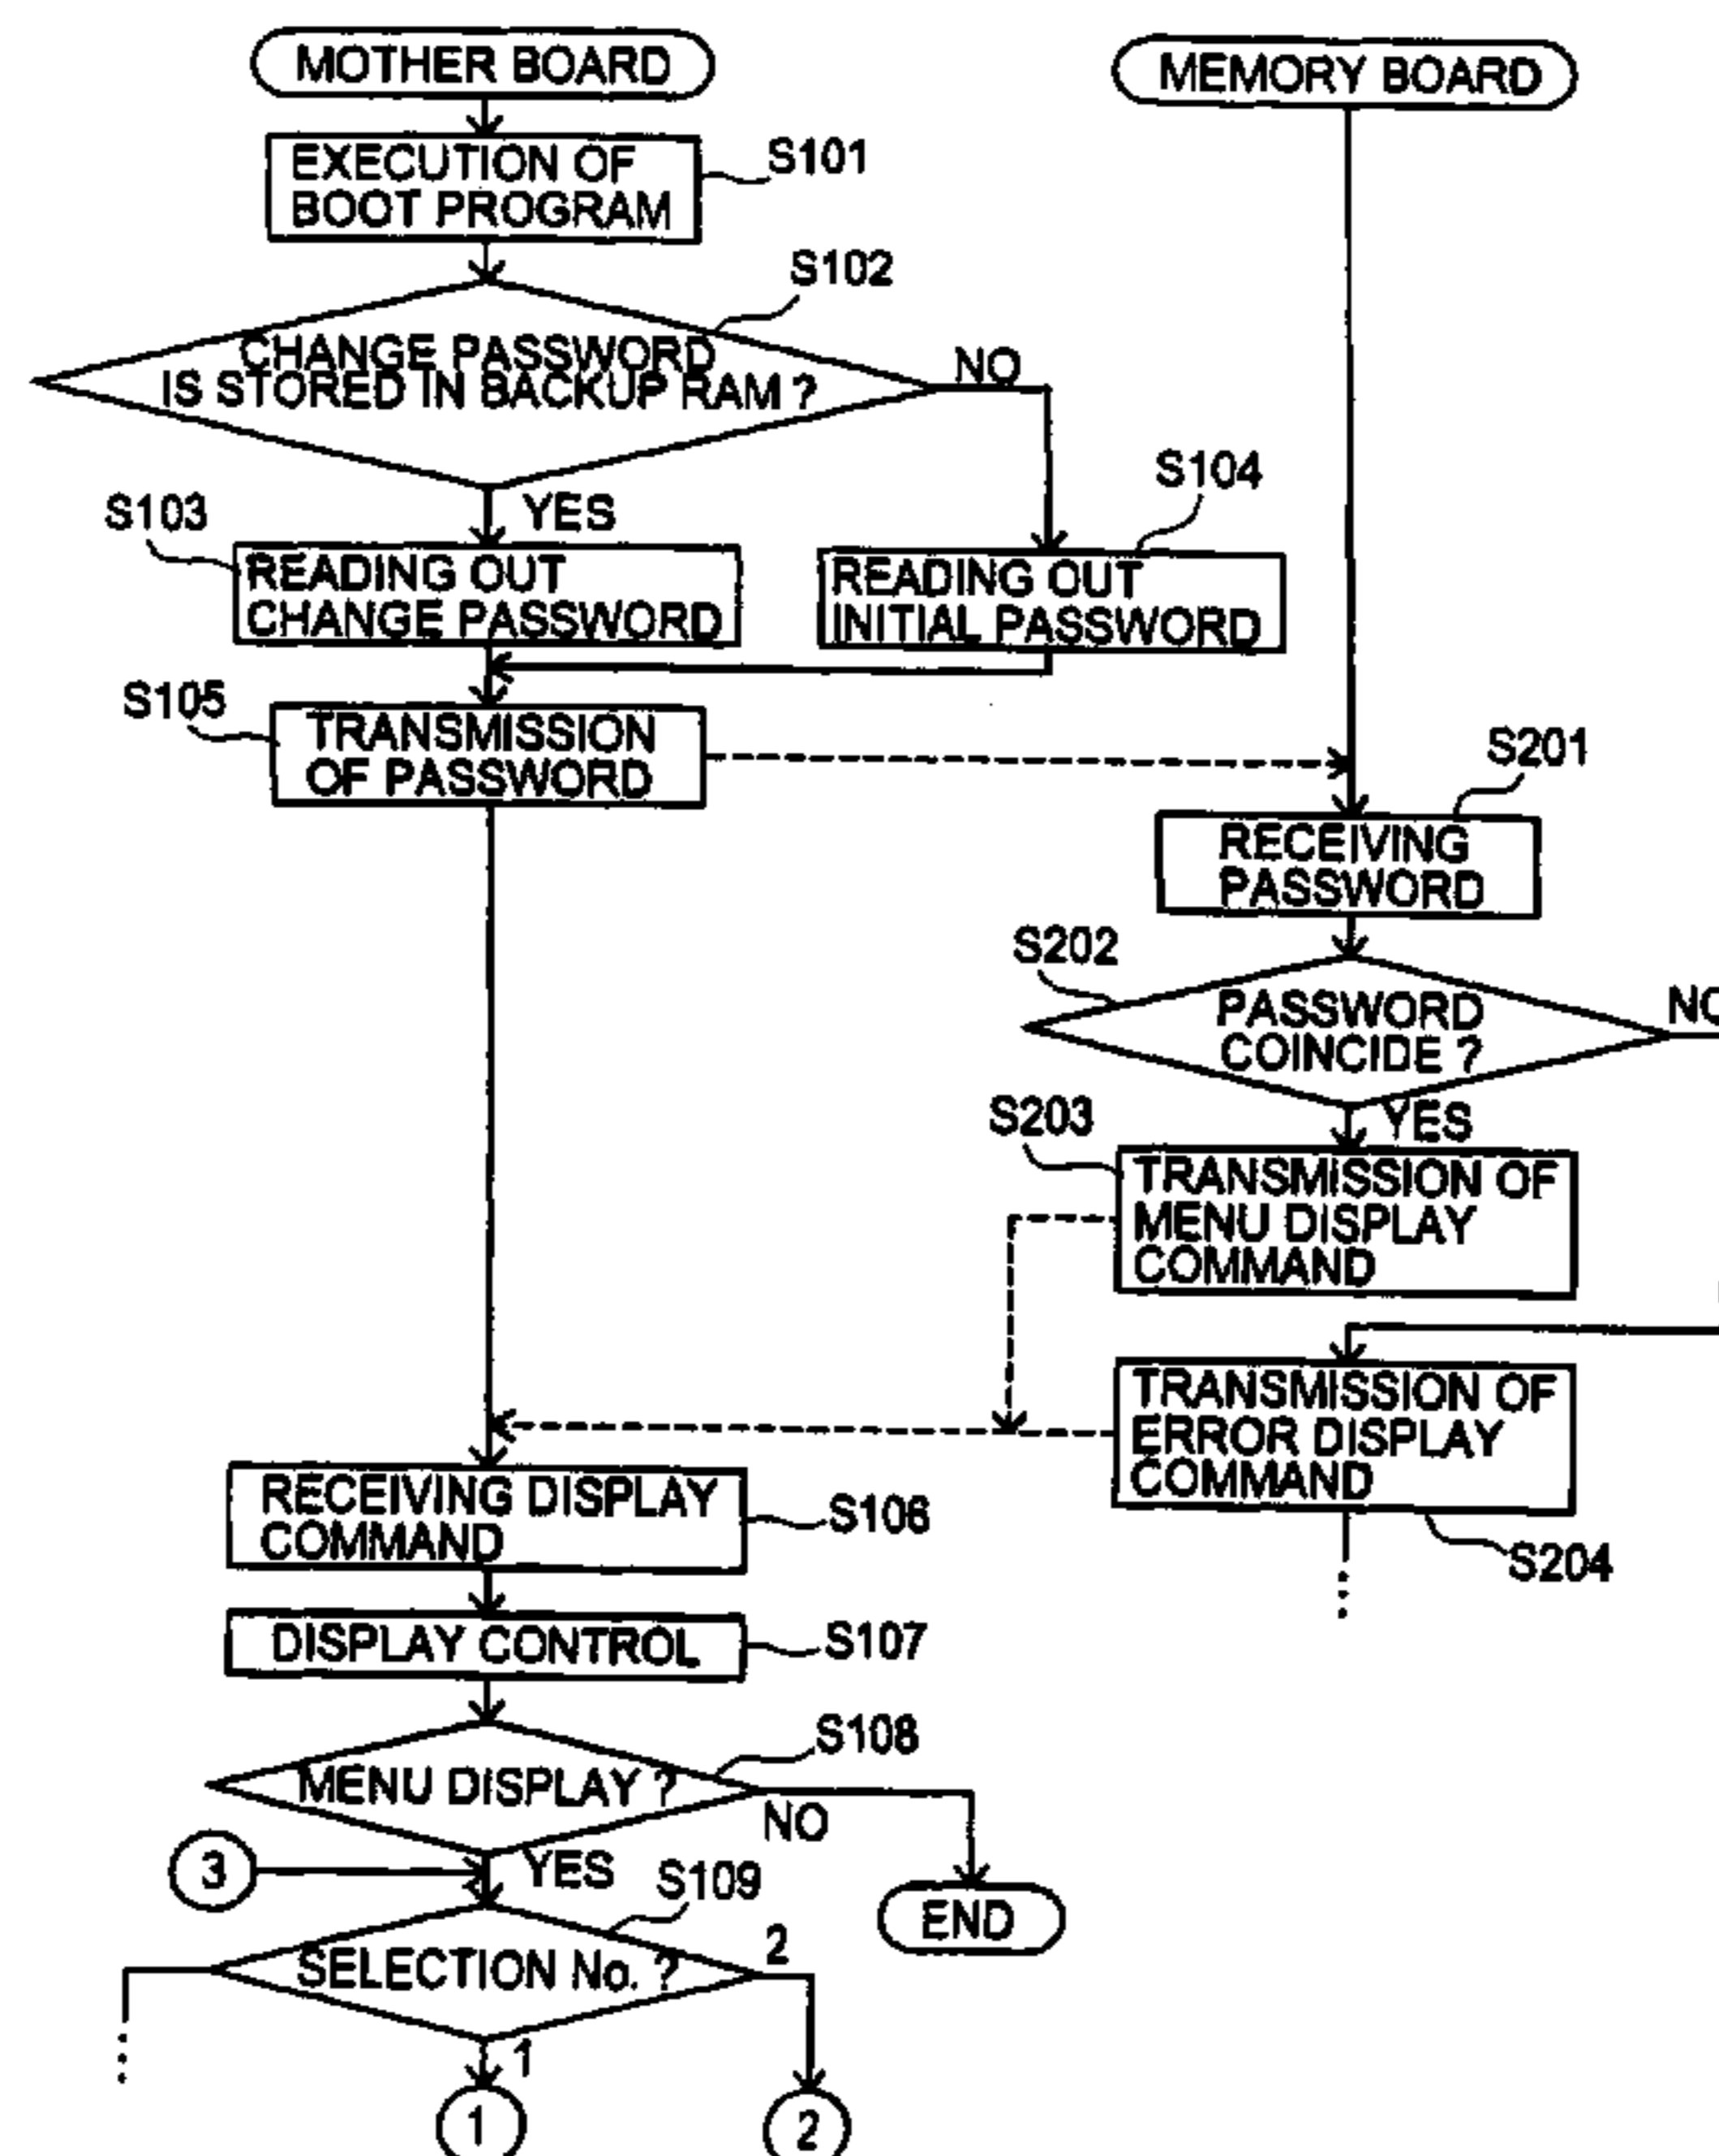 MOTHER BOARD
MEMORY BOARD
EXECUTION OF
BOOT PROGRAM
S101
S102
CHANGE PASSWORD
IS STORED IN BACKUP RAM ?
NO
YES
S103
READING OUT
CHANGE PASSWORD
S104
READING OUT
INITIAL PASSWORD
S105
TRANSMISSION
OF PASSWORD
S201
RECEIVING
PASSWORD
S202
PASSWORD
COINCIDE ?
NO
YES
S203
TRANSMISSION OF
MENU DISPLAY
COMMAND
TRANSMISSION OF
ERROR DISPLAY
COMMAND
S204
RECEIVING DISPLAY
COMMAND
S106
DISPLAY CONTROL
S107
S108
MENU DISPLAY ?
NO
YES
3
END
S109
SELECTION No. ?
2
1
1
2